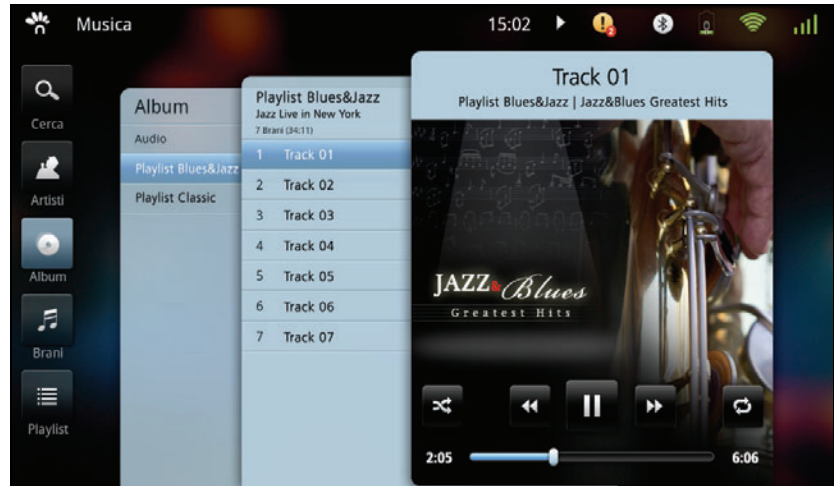 Musica
15:02
2
Cerca
Artisti
Album
Brani
Playlist
Album
Audio
Playlist Blues&Jazz
Playlist Classic
Playlist Blues&Jazz
Jazz Live in New York
7 Brani (34:11)
1 Track 01
2 Track 02
3 Track 03
4 Track 04
5 Track 05
6 Track 06
7 Track 07
Track 01
Playlist Blues&Jazz | Jazz&Blues Greatest Hits
JAZZ & Blues
Greatest Hits
2:05
6:06